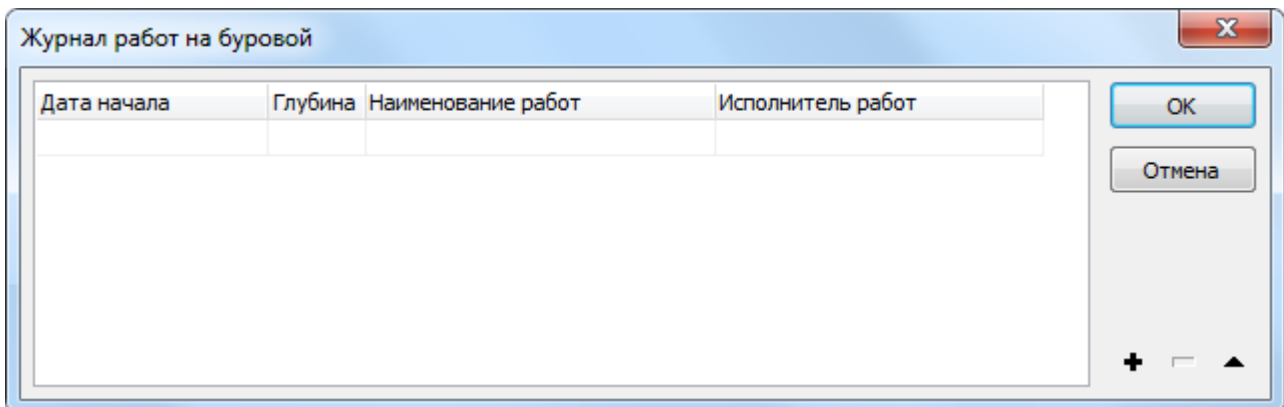 Журнал работ на буровой
Дата начала Глубина Наименование работ Исполнитель работ
OK
Отмена